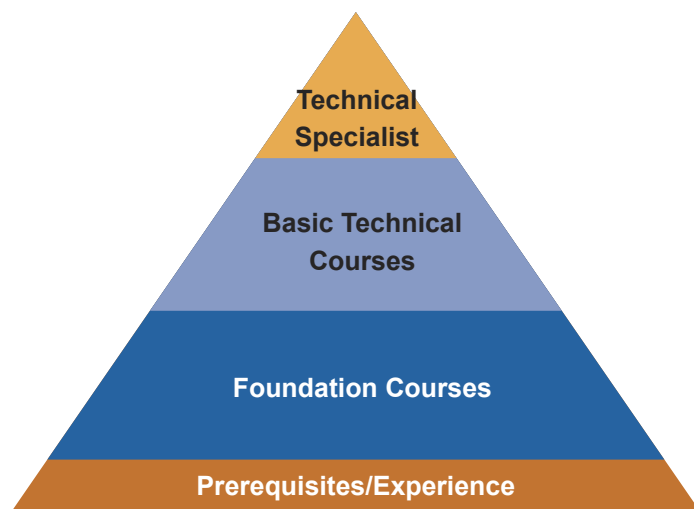 Technical
Specialist
Basic Technical
Courses
Foundation Courses
Prerequisites/Experience